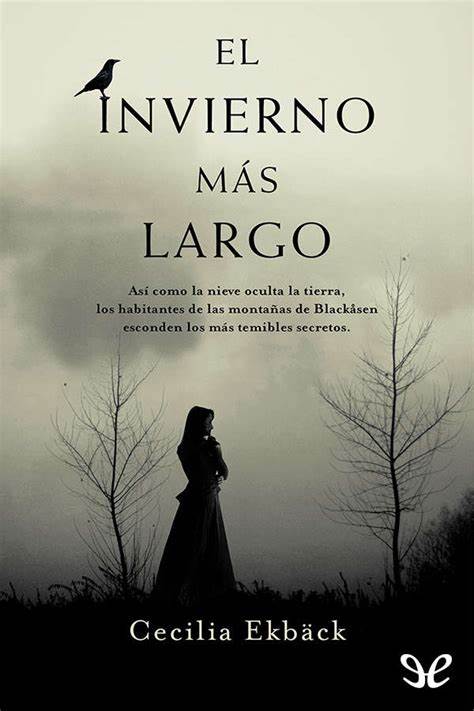 EL
INVIERNO
MÁS
LARGO
Así como la nieve oculta la tierra,
los habitantes de las montañas de Blackåsen
esconden los más temibles secretos.
Cecilia Ekbäck